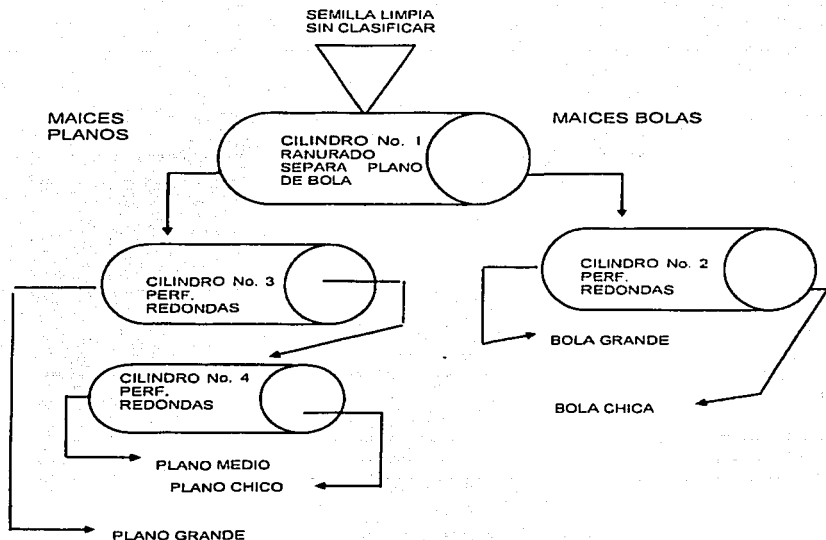 SEMILLA LIMPIA
SIN CLASIFICAR
MAICES
PLANOS
MAICES BOLAS
CILINDRO No. 1
RANURADO
SEPARA PLANO
DE BOLA
CILINDRO No. 3
PERF.
REDONDAS
CILINDRO No. 2
PERF.
REDONDAS
BOLA GRANDE
BOLA CHICA
CILINDRO No. 4
PERF.
REDONDAS
PLANO MEDIO
PLANO CHICO
PLANO GRANDE